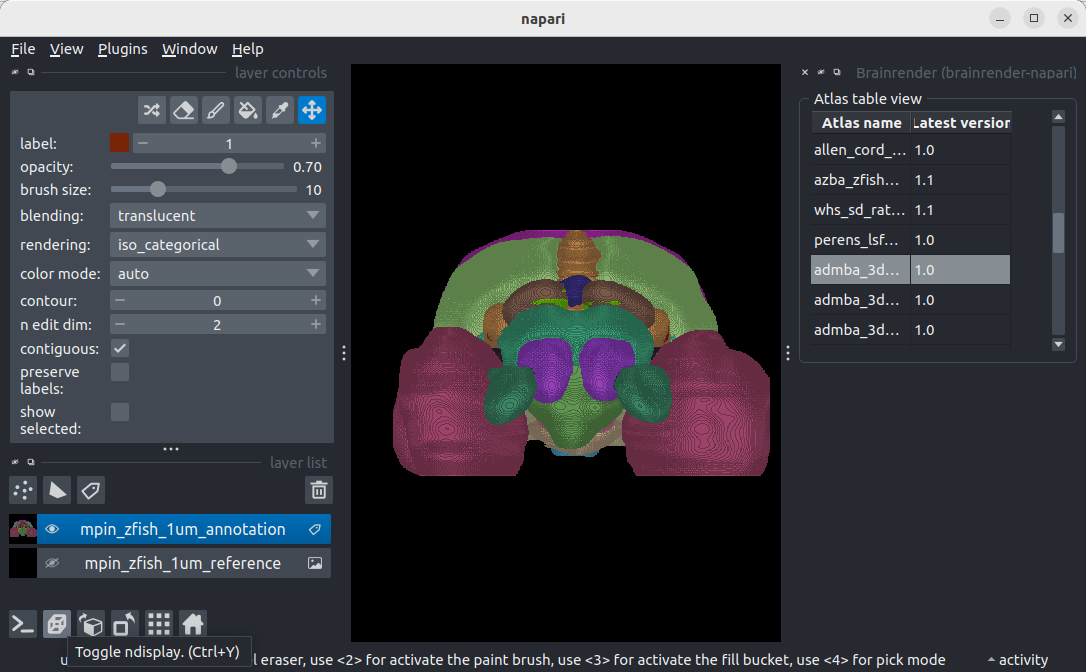 napari
File View Plugins Window Help
layer controls
label: 1
opacity: 0.70
brush size: 10
blending: translucent
rendering: iso_categorical
color mode: auto
contour: 0
n edit dim: 2
contiguous:
preserve
labels:
show
selected:
layer list
mpin_zfish_1um_annotation
mpin_zfish_1um_reference
Toggle ndisplay. (Ctrl+Y)
l eraser, use <2> for activate the paint brush, use <3> for activate the fill bucket, use <4> for pick mode
activity
Brainrender (brainrender-napari)
Atlas table view
Atlas name Latest version
allen_cord_... 1.0
azba_zfish... 1.1
whs_sd_rat... 1.1
perens_lsf... 1.0
admba_3d... 1.0
admba_3d... 1.0
admba_3d... 1.0